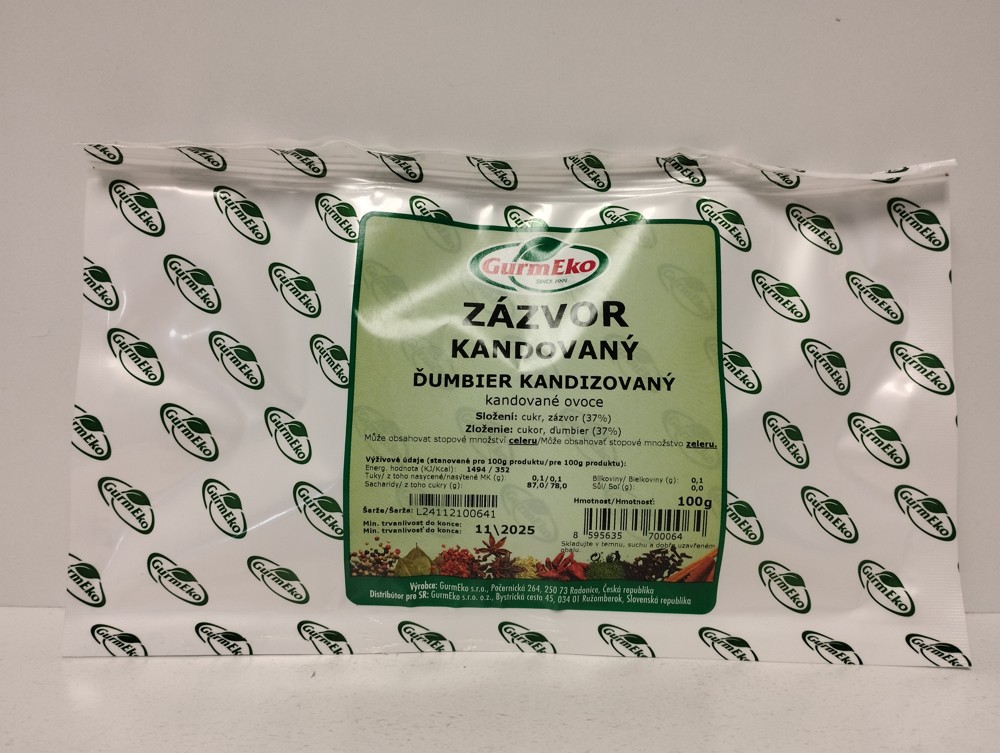 GurmEko
SINCE 1991
ZÁZVOR
KANDOVANÝ
ĎUMBIER KANDIZOVANÝ
kandované ovoce
Složení: cukr, zázvor (37%)
Zloženie: cukor, ďumbier (37%)
Může obsahovat stopové množství celeru/Môže obsahovať stopové množstvo zeleru.
Výživové údaje (stanovené pro 100g produktu/pre 100g produktu):
Energ. hodnota (KJ/Kcal): 1494 / 352
Tuky/ z toho nasycené/nasýtené MK (g): 0,1/0,1
Sacharidy/ z toho cukry (g): 87,0/ 78,0
Bílkoviny/ Bielkoviny (g): 0,1
Sůl/ Soľ (g): 0,0
Šarže/Šarža: L24112100641
Hmotnost/Hmotnosť: 100g
Min. trvanlivost do konce:
Min. trvanlivosť do konca: 11\2025
8 595635 700064
Skladujte v temnu, suchu a dobře uzavřeném
obalu.
Výrobce: GurmEko s.r.o., Počernická 264, 250 73 Radonice, Česká republika
Distribútor pre SR: GurmEko s.r.o. o.z., Bystrická cesta 45, 034 01 Ružomberok, Slovenská republika